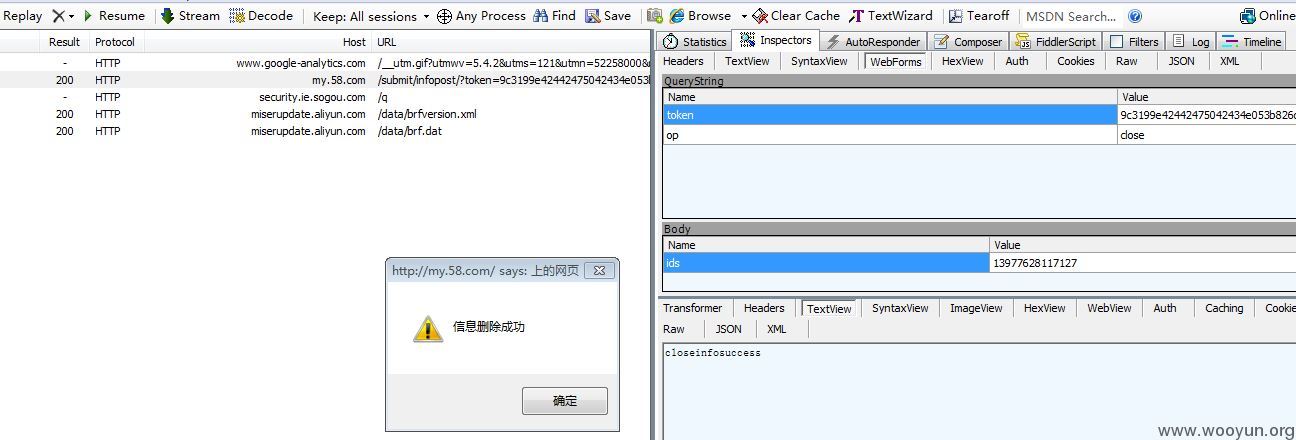 Replay Resume Stream Decode Keep: All sessions Any Process Find Save Browse Clear Cache TextWizard Tearoff MSDN Search... Online
Statistics Inspectors AutoResponder Composer FiddlerScript Filters Log Timeline
Result Protocol Host URL
Headers TextView SyntaxView WebForms HexView Auth Cookies Raw JSON XML
- HTTP www.google-analytics.com /__utm.gif?utmwv=5.4.2&utms=121&utmn=52258000&
200 HTTP my.58.com /submit/infopost/?token=9c3199e42442475042434e053b
- HTTP security.ie.sogou.com /q
200 HTTP miserupdate.aliyun.com /data/brfversion.xml
200 HTTP miserupdate.aliyun.com /data/brf.dat
QueryString
Name Value
token 9c3199e42442475042434e053b826
op close
Body
Name Value
ids 13977628117127
http://my.58.com/ says: 上的网页
信息删除成功
确定
Transformer Headers TextView SyntaxView ImageView HexView WebView Auth Caching Cookie
Raw JSON XML
closeinfosuccess
www.wooyun.org